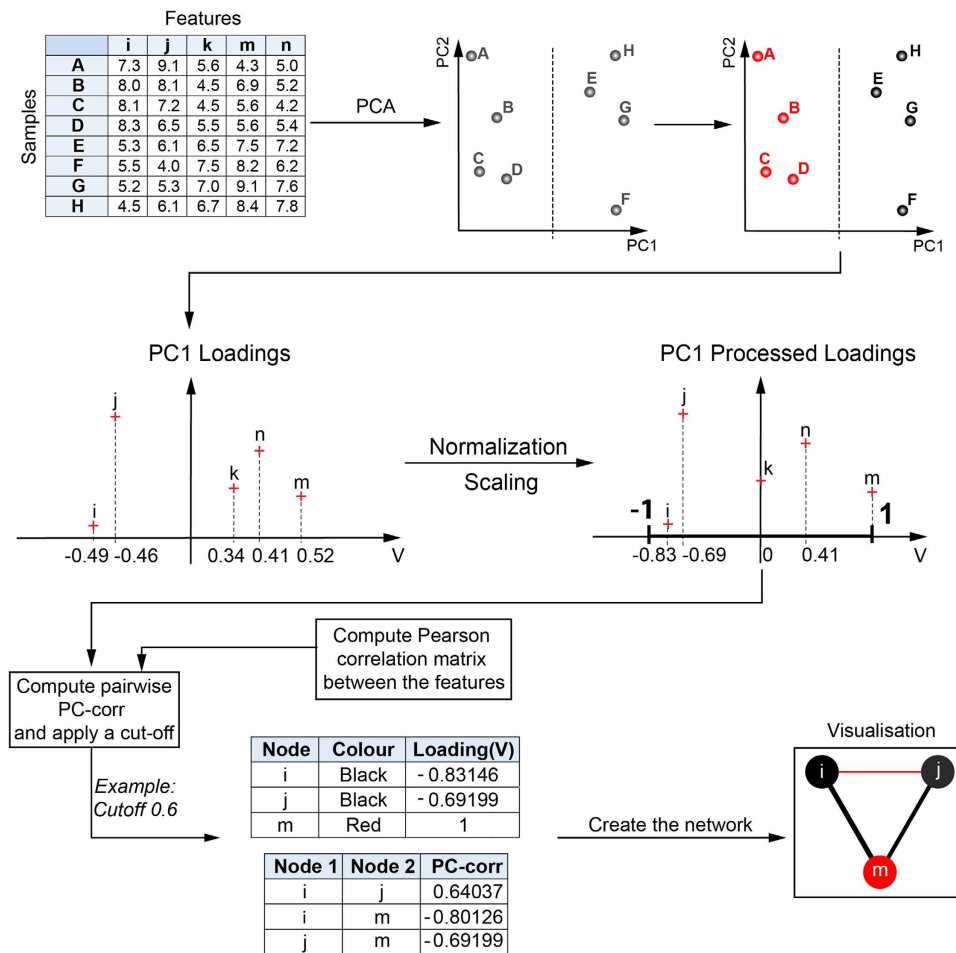 Features
Samples
i j k m n
A 7.3 9.1 5.6 4.3 5.0
B 8.0 8.1 4.5 6.9 5.2
C 8.1 7.2 4.5 5.6 4.2
D 8.3 6.5 5.5 5.6 5.4
E 5.3 6.1 6.5 7.5 7.2
F 5.5 4.0 7.5 8.2 6.2
G 5.2 5.3 7.0 9.1 7.6
H 4.5 6.1 6.7 8.4 7.8
PCA
PC2
A
H
E
B
G
C
D
F
PC1
PC2
A
H
E
B
G
C
D
F
PC1
PC1 Loadings
j
n
k
m
i
-0.49 -0.46 0.34 0.41 0.52 V
Normalization
Scaling
PC1 Processed Loadings
j
n
k
m
i
-1 1
-0.83 -0.69 0 0.41 V
Compute Pearson
correlation matrix
between the features
Compute pairwise
PC-corr
and apply a cut-off
Example:
Cutoff 0.6
Node Colour Loading(V)
i Black -0.83146
j Black -0.69199
m Red 1
Node 1 Node 2 PC-corr
i j 0.64037
i m -0.80126
j m -0.69199
Create the network
Visualisation
i
j
m